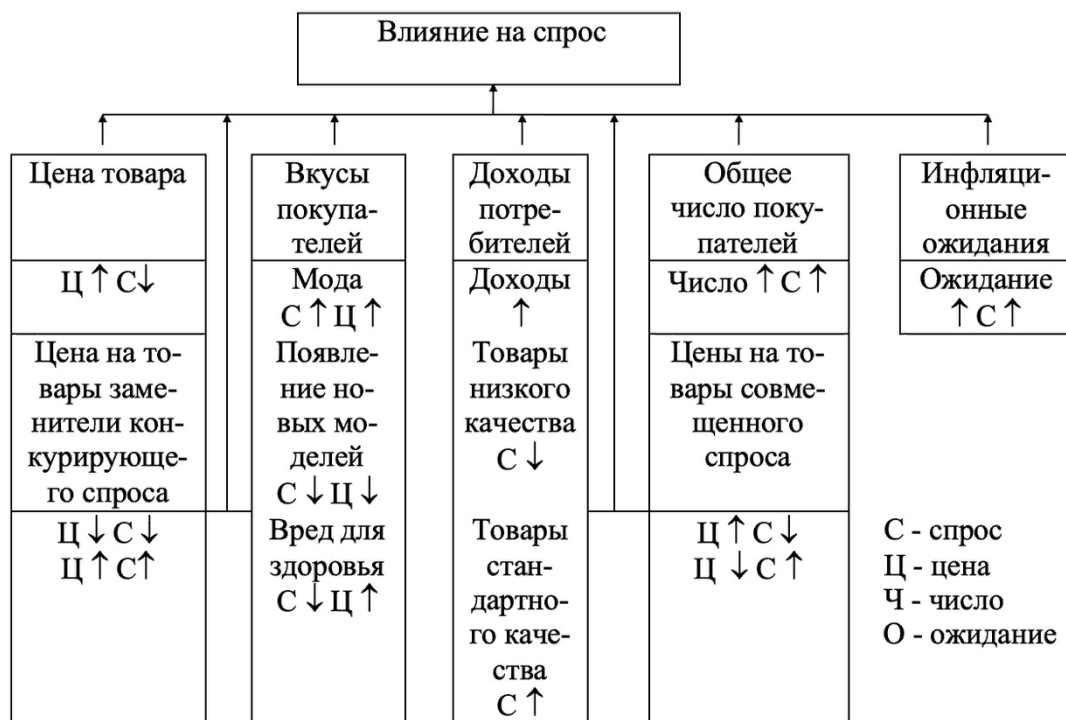 Влияние на спрос
Цена товара
Ц ↑ С↓
Цена на то-
вары заме-
нители кон-
курирующе-
го спроса
Ц ↓ С ↓
Ц ↑ С↑
Вкусы
покупа-
телей
Мода
С ↑ Ц ↑
Появле-
ние но-
вых мо-
делей
С ↓ Ц ↓
Вред для
здоровья
С ↓ Ц ↑
Доходы
потре-
бителей
Доходы
↑
Товары
низкого
качества
С ↓
Товары
стан-
дартно-
го каче-
ства
С ↑
Общее
число поку-
пателей
Число ↑ С ↑
Цены на то-
вары совме-
щенного
спроса
Ц ↑ С ↓
Ц ↓ С ↑
Инфляци-
онные
ожидания
Ожидание
↑ С ↑
С - спрос
Ц - цена
Ч - число
О - ожидание